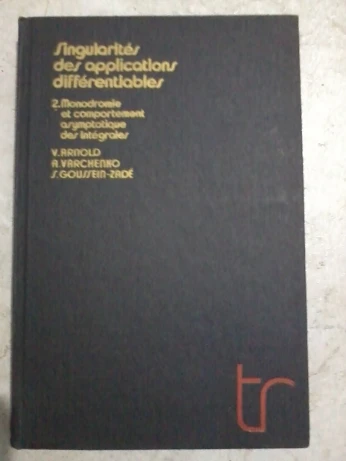 Singularités
des applications
différentiables
2. Monodromie
et comportement
asymptotique
des intégrales
V. ARNOLD
A. VARCHENKO
S. GOUSSEIN-ZADÉ
tr